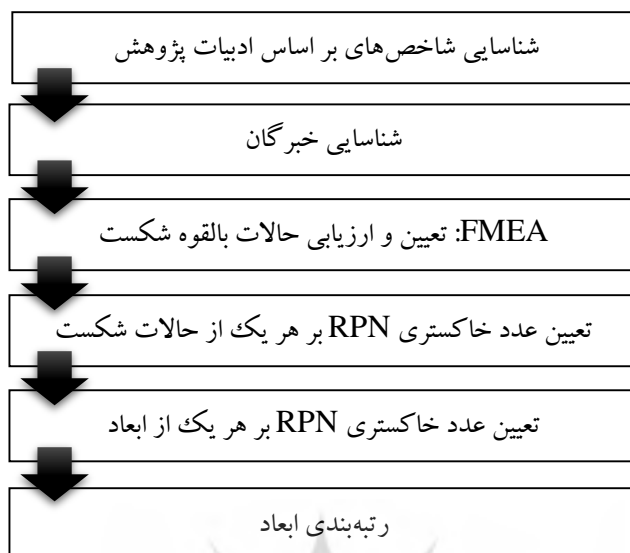 شناسایی شاخص‌های بر اساس ادبیات پژوهش
شناسایی خبرگان
FMEA: تعیین و ارزیابی حالات بالقوه شکست
تعیین عدد خاکستری RPN بر هر یک از حالات شکست
تعیین عدد خاکستری RPN بر هر یک از ابعاد
رتبه‌بندی ابعاد